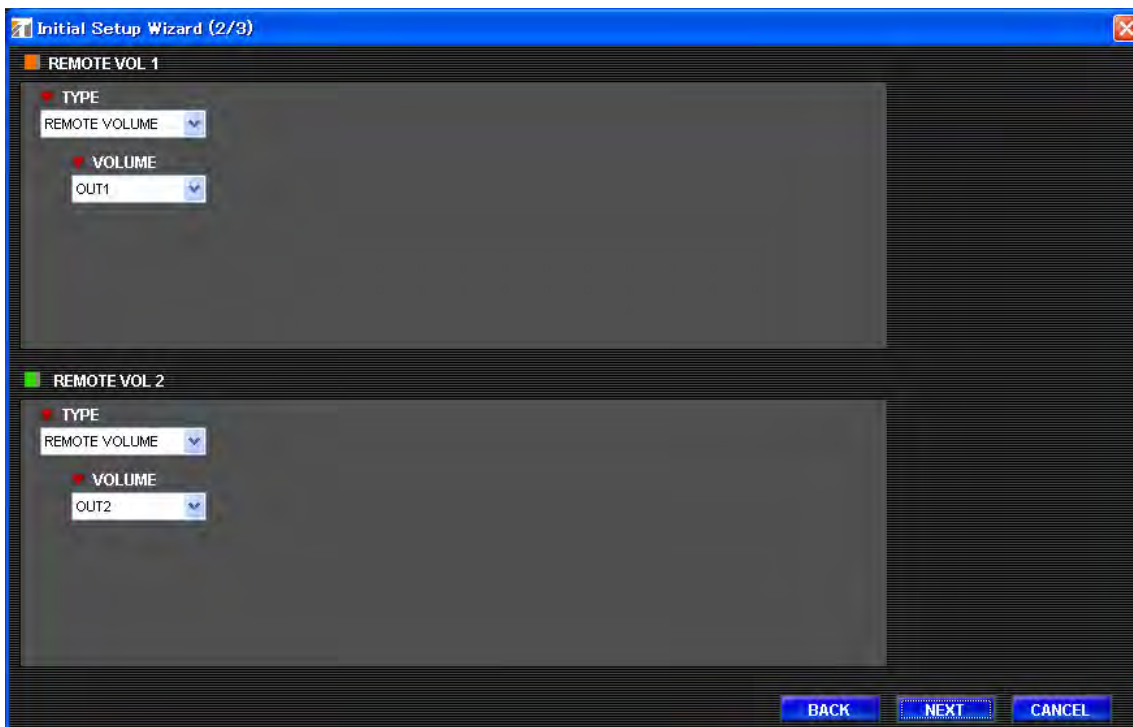 Initial Setup Wizard (2/3)
REMOTE VOL 1
TYPE
REMOTE VOLUME
VOLUME
OUT1
REMOTE VOL 2
TYPE
REMOTE VOLUME
VOLUME
OUT2
BACK NEXT CANCEL